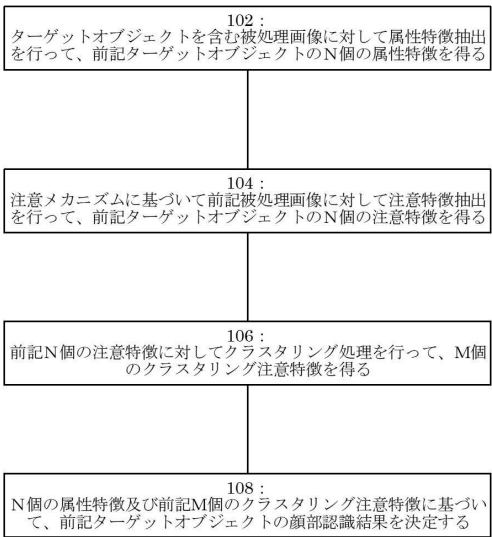 102：
ターゲットオブジェクトを含む被処理画像に対して属性特徴抽出
を行って、前記ターゲットオブジェクトのＮ個の属性特徴を得る
104：
注意メカニズムに基づいて前記被処理画像に対して注意特徴抽出
を行って、前記ターゲットオブジェクトのＮ個の注意特徴を得る
106：
前記Ｎ個の注意特徴に対してクラスタリング処理を行って、M個
のクラスタリング注意特徴を得る
108：
Ｎ個の属性特徴及び前記M個のクラスタリング注意特徴に基づい
て、前記ターゲットオブジェクトの顔部認識結果を決定する